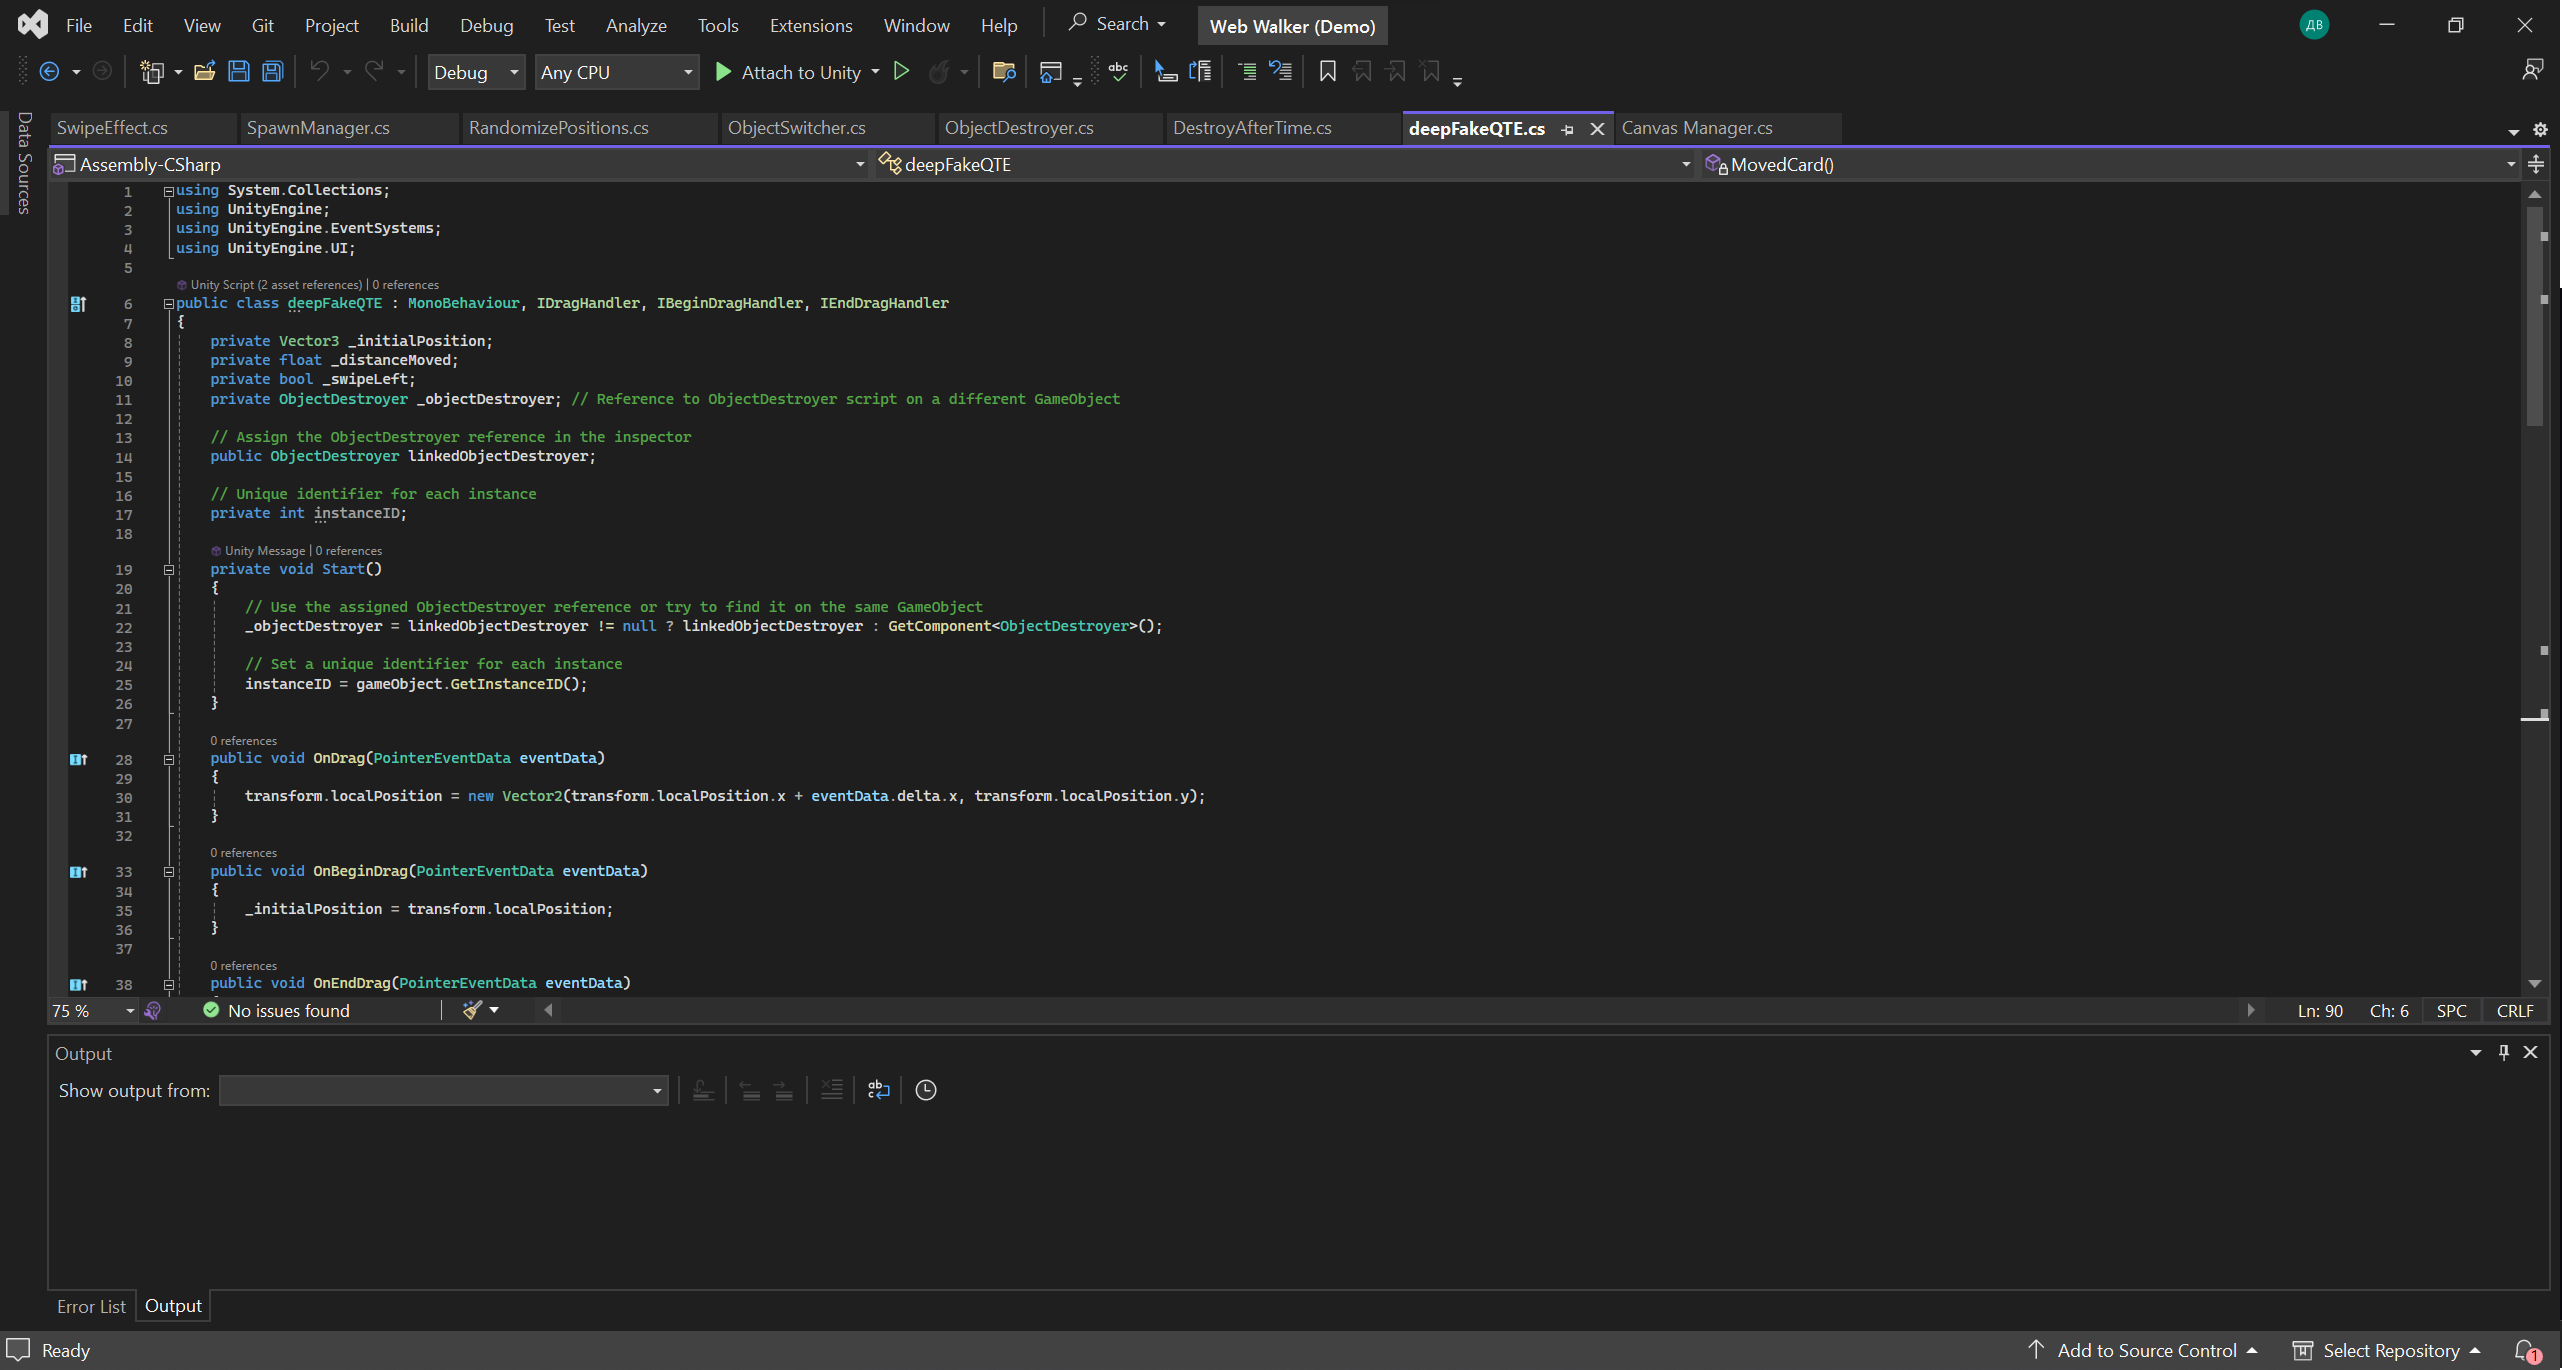 File Edit View Git Project Build Debug Test Analyze Tools Extensions Window Help Search Web Walker (Demo) ДВ
Debug Any CPU Attach to Unity
Data Sources
SwipeEffect.cs SpawnManager.cs RandomizePositions.cs ObjectSwitcher.cs ObjectDestroyer.cs DestroyAfterTime.cs deepFakeQTE.cs Canvas Manager.cs
Assembly-CSharp deepFakeQTE MovedCard()
1 using System.Collections;
2 using UnityEngine;
3 using UnityEngine.EventSystems;
4 using UnityEngine.UI;
5
Unity Script (2 asset references) | 0 references
6 public class deepFakeQTE : MonoBehaviour, IDragHandler, IBeginDragHandler, IEndDragHandler
7 {
8 private Vector3 _initialPosition;
9 private float _distanceMoved;
10 private bool _swipeLeft;
11 private ObjectDestroyer _objectDestroyer; // Reference to ObjectDestroyer script on a different GameObject
12
13 // Assign the ObjectDestroyer reference in the inspector
14 public ObjectDestroyer linkedObjectDestroyer;
15
16 // Unique identifier for each instance
17 private int instanceID;
18
Unity Message | 0 references
19 private void Start()
20 {
21 // Use the assigned ObjectDestroyer reference or try to find it on the same GameObject
22 _objectDestroyer = linkedObjectDestroyer != null ? linkedObjectDestroyer : GetComponent<ObjectDestroyer>();
23
24 // Set a unique identifier for each instance
25 instanceID = gameObject.GetInstanceID();
26 }
27
0 references
28 public void OnDrag(PointerEventData eventData)
29 {
30 transform.localPosition = new Vector2(transform.localPosition.x + eventData.delta.x, transform.localPosition.y);
31 }
32
0 references
33 public void OnBeginDrag(PointerEventData eventData)
34 {
35 _initialPosition = transform.localPosition;
36 }
37
0 references
38 public void OnEndDrag(PointerEventData eventData)
75 % No issues found Ln: 90 Ch: 6 SPC CRLF
Output
Show output from:
Error List Output
Ready Add to Source Control Select Repository 1